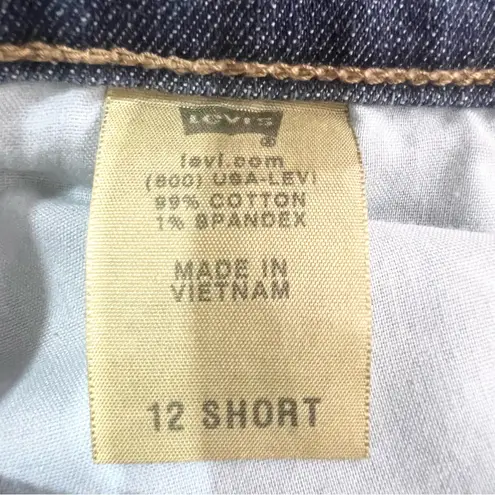 LEVI'S
®
levi.com
(800) USA-LEVI
99% COTTON
1% SPANDEX
MADE IN
VIETNAM
12 SHORT